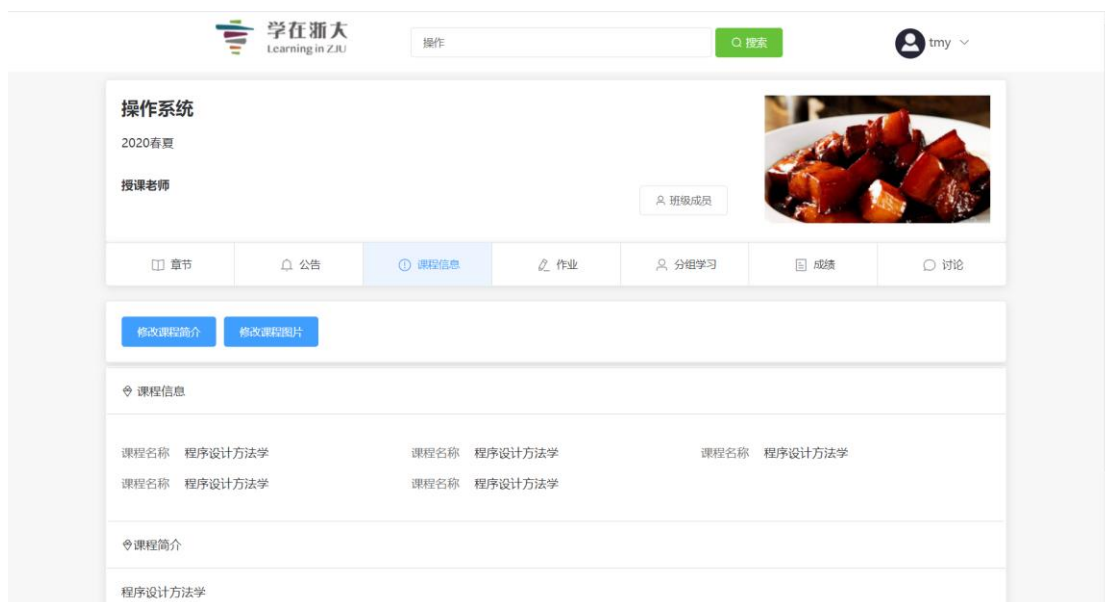 学在浙大
Learning in ZJU
操作
搜索
tmy
操作系统
2020春夏
授课老师
班级成员
章节
公告
课程信息
作业
分组学习
成绩
讨论
修改课程简介
修改课程图片
课程信息
课程名称 程序设计方法学
课程名称 程序设计方法学
课程名称 程序设计方法学
课程名称 程序设计方法学
课程名称 程序设计方法学
课程简介
程序设计方法学